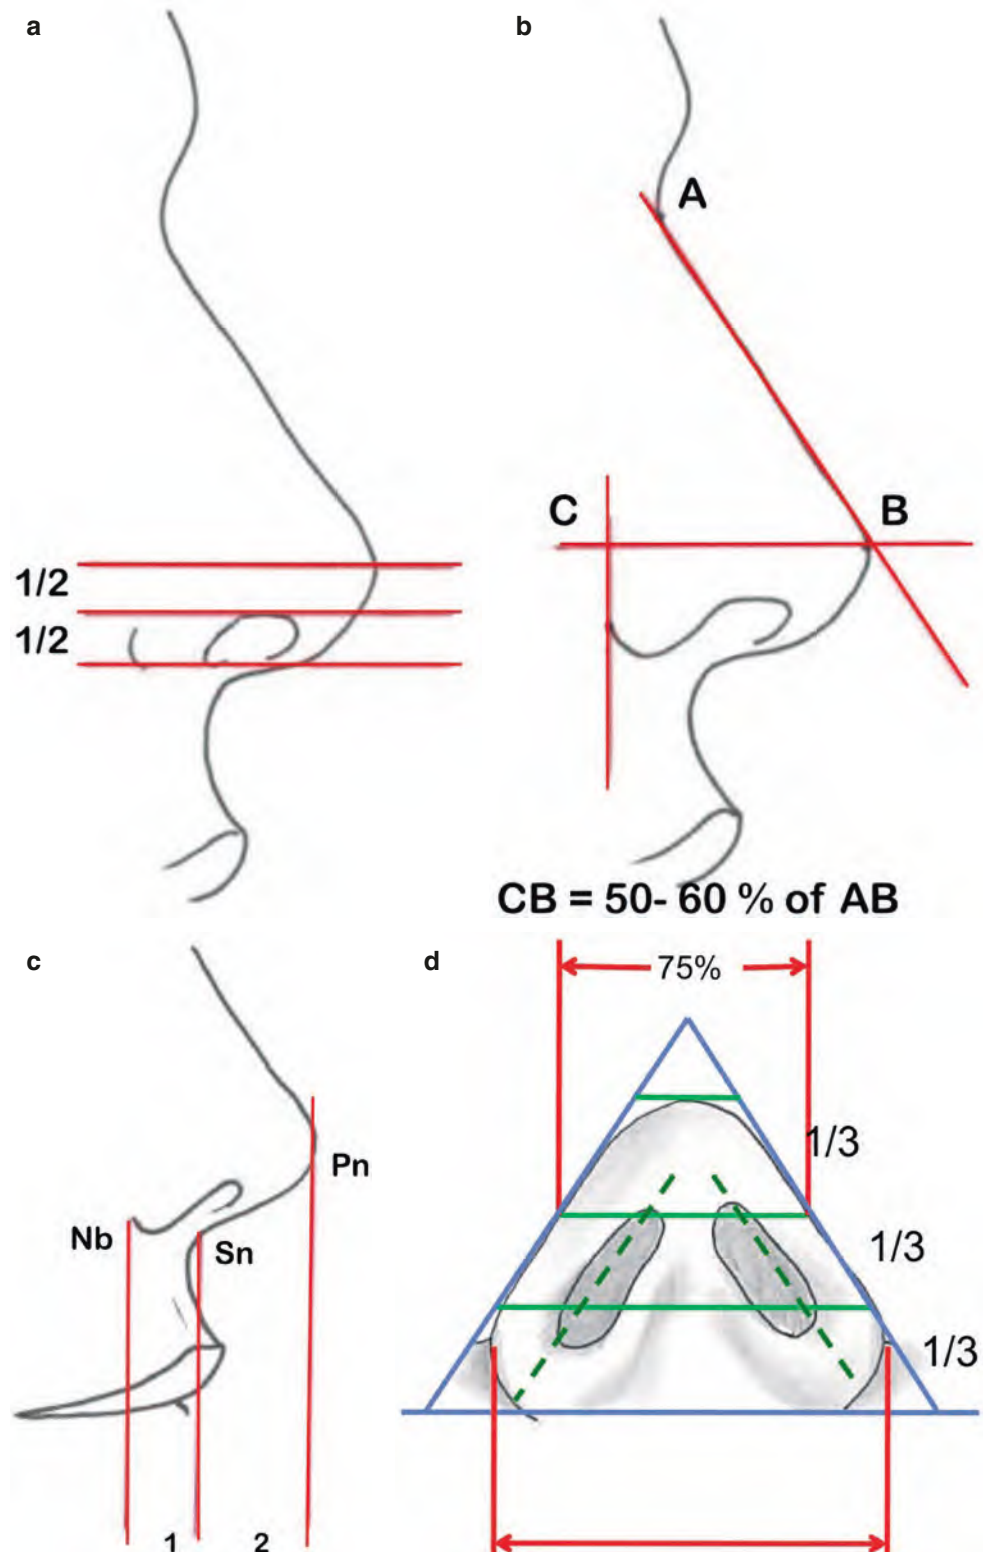 a
b
A
C
B
1/2
1/2
CB = 50- 60 % of AB
c
d
75%
Pn
1/3
Nb
Sn
1/3
1/3
1
2